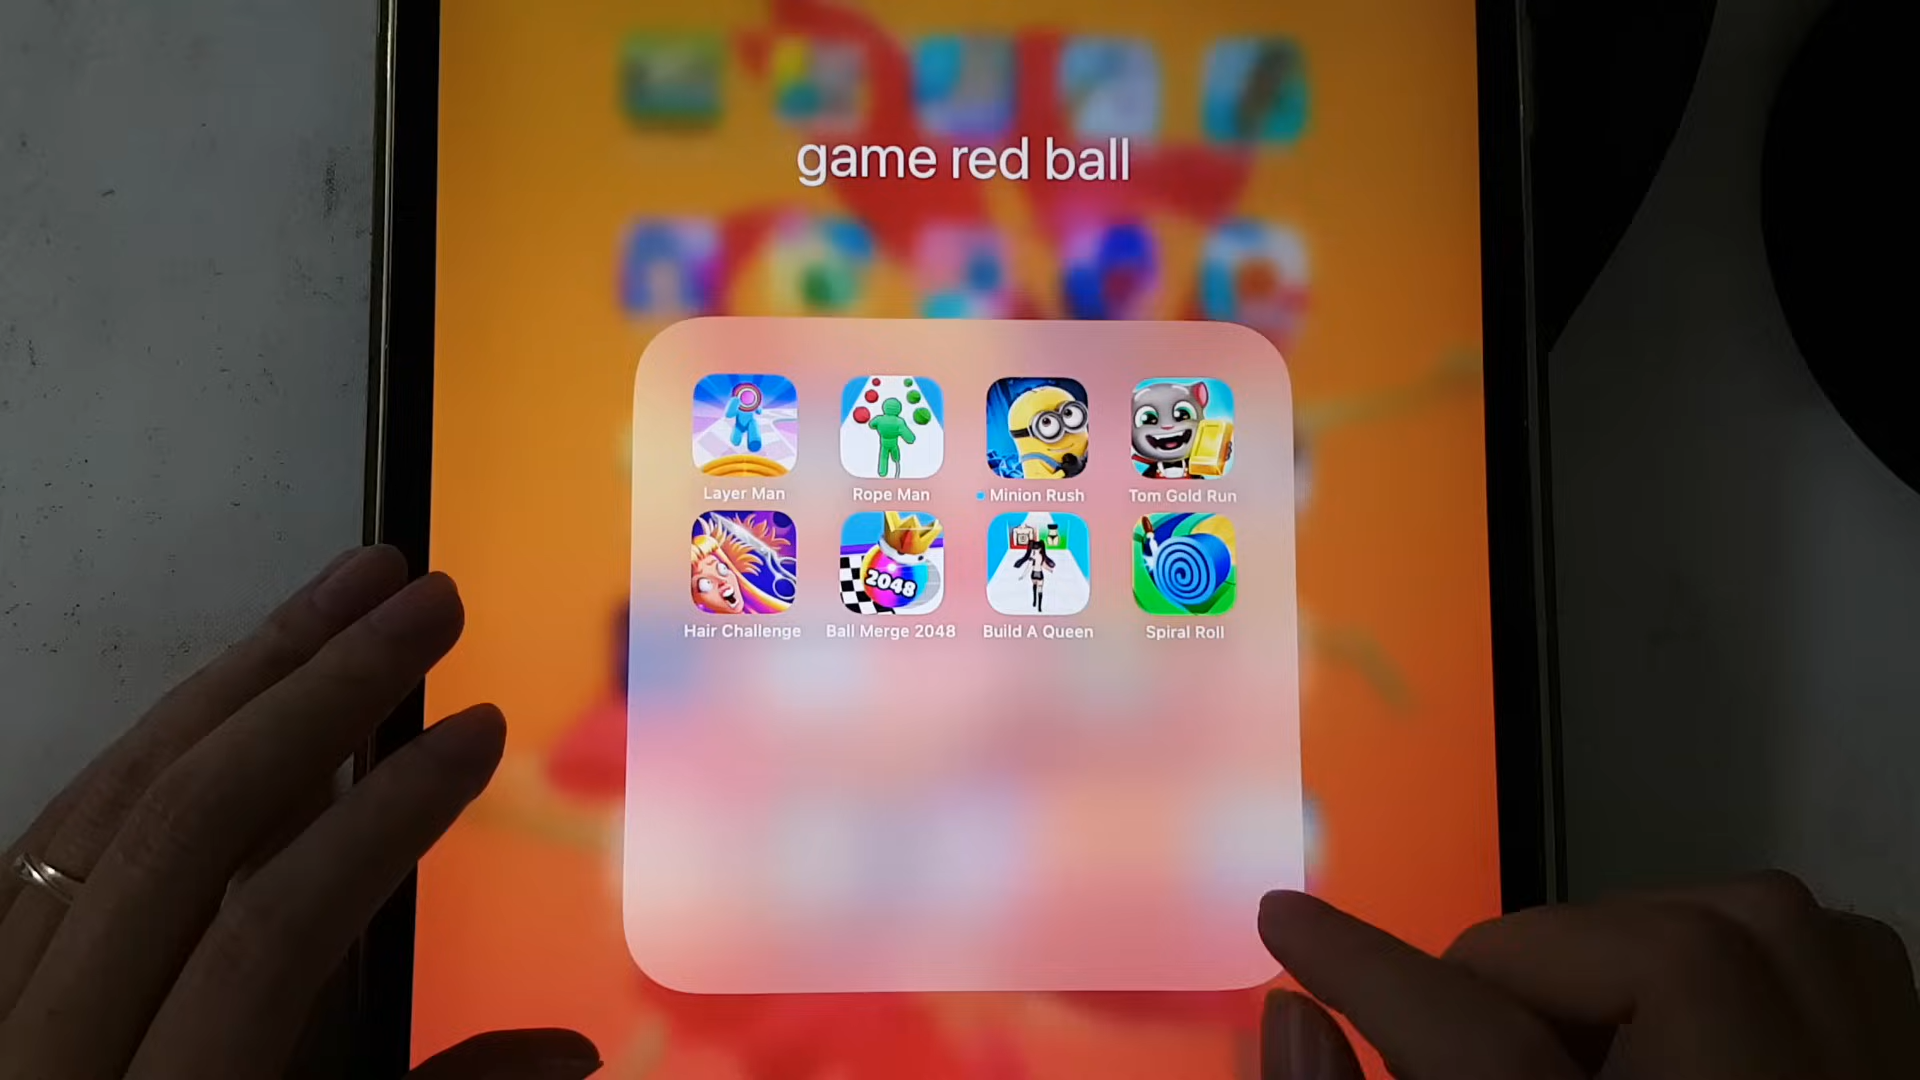 game red ball
Layer Man
Rope Man
Minion Rush
Tom Gold Run
2048
Hair Challenge
Ball Merge 2048
Build A Queen
Spiral Roll